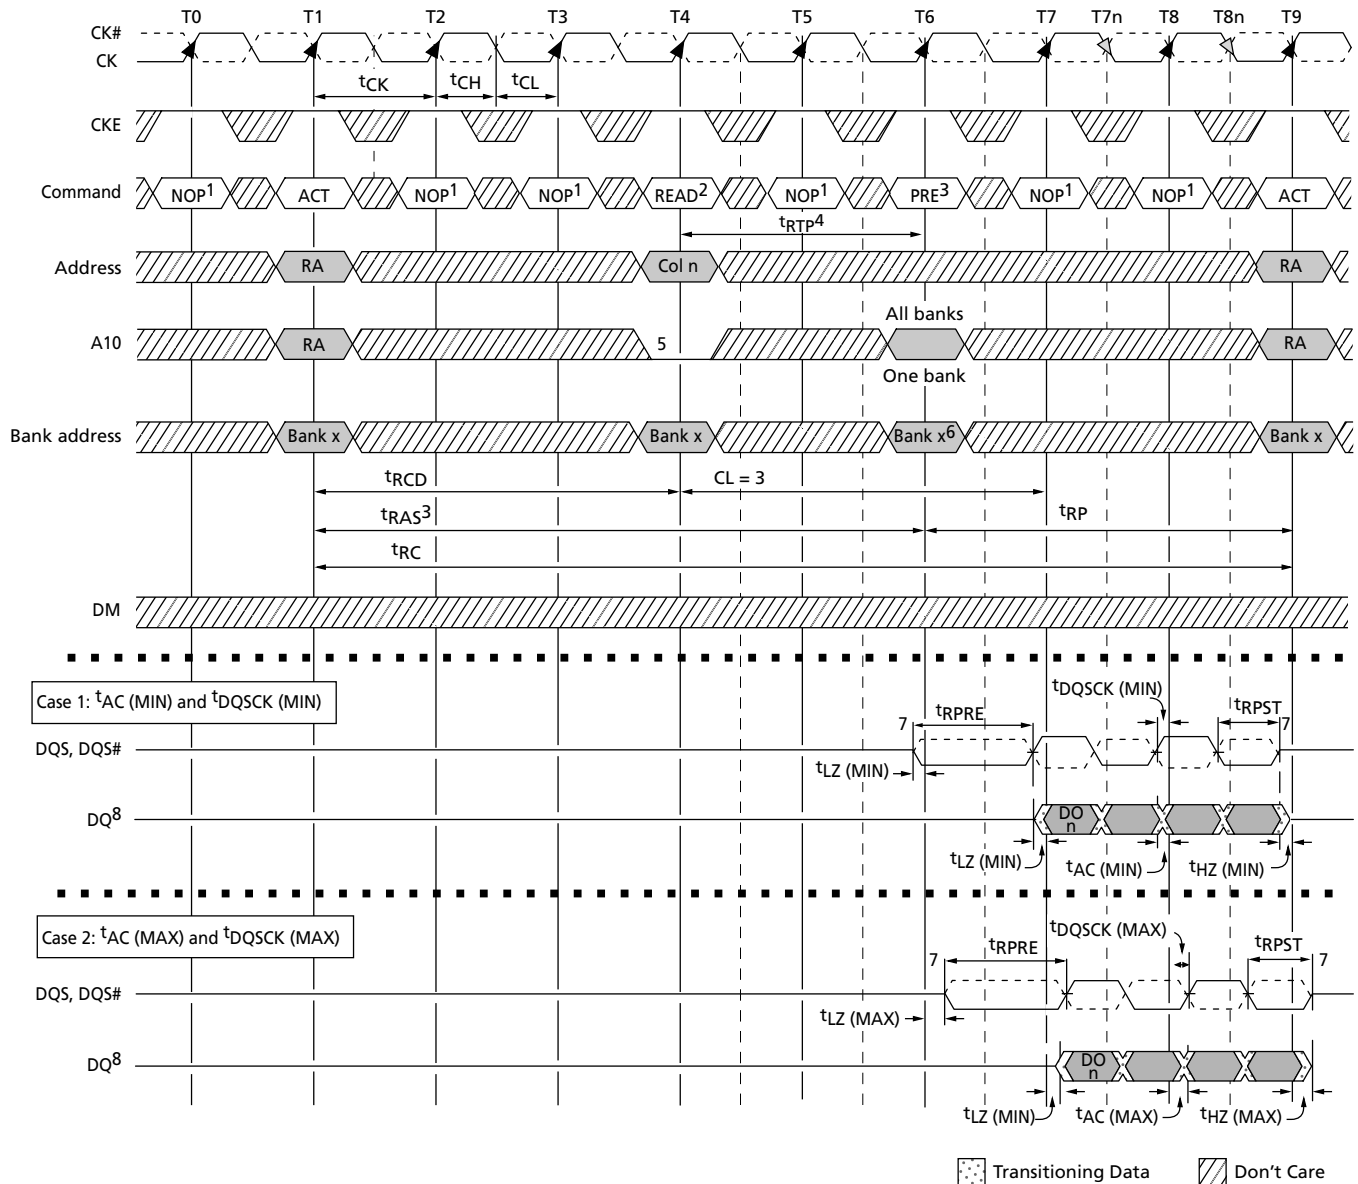 T0 T1 T2 T3 T4 T5 T6 T7 T7n T8 T8n T9
CK#
CK
tCK tCH tCL
CKE
Command NOP1 ACT NOP1 NOP1 READ2 NOP1 PRE3 NOP1 NOP1 ACT
tRTP4
Address RA Col n RA
All banks
A10 RA 5 RA
One bank
Bank address Bank x Bank x Bank x6 Bank x
tRCD CL = 3
tRAS3 tRP
tRC
DM
Case 1: tAC (MIN) and tDQSCK (MIN)
tDQSCK (MIN)
7 tRPRE tRPST 7
DQS, DQS#
tLZ (MIN)
DQ8 DO
n
tLZ (MIN) tAC (MIN) tHZ (MIN)
Case 2: tAC (MAX) and tDQSCK (MAX)
tDQSCK (MAX)
7 tRPRE tRPST 7
DQS, DQS#
tLZ (MAX)
DQ8 DO
n
tLZ (MIN) tAC (MAX) tHZ (MAX)
Transitioning Data Don't Care